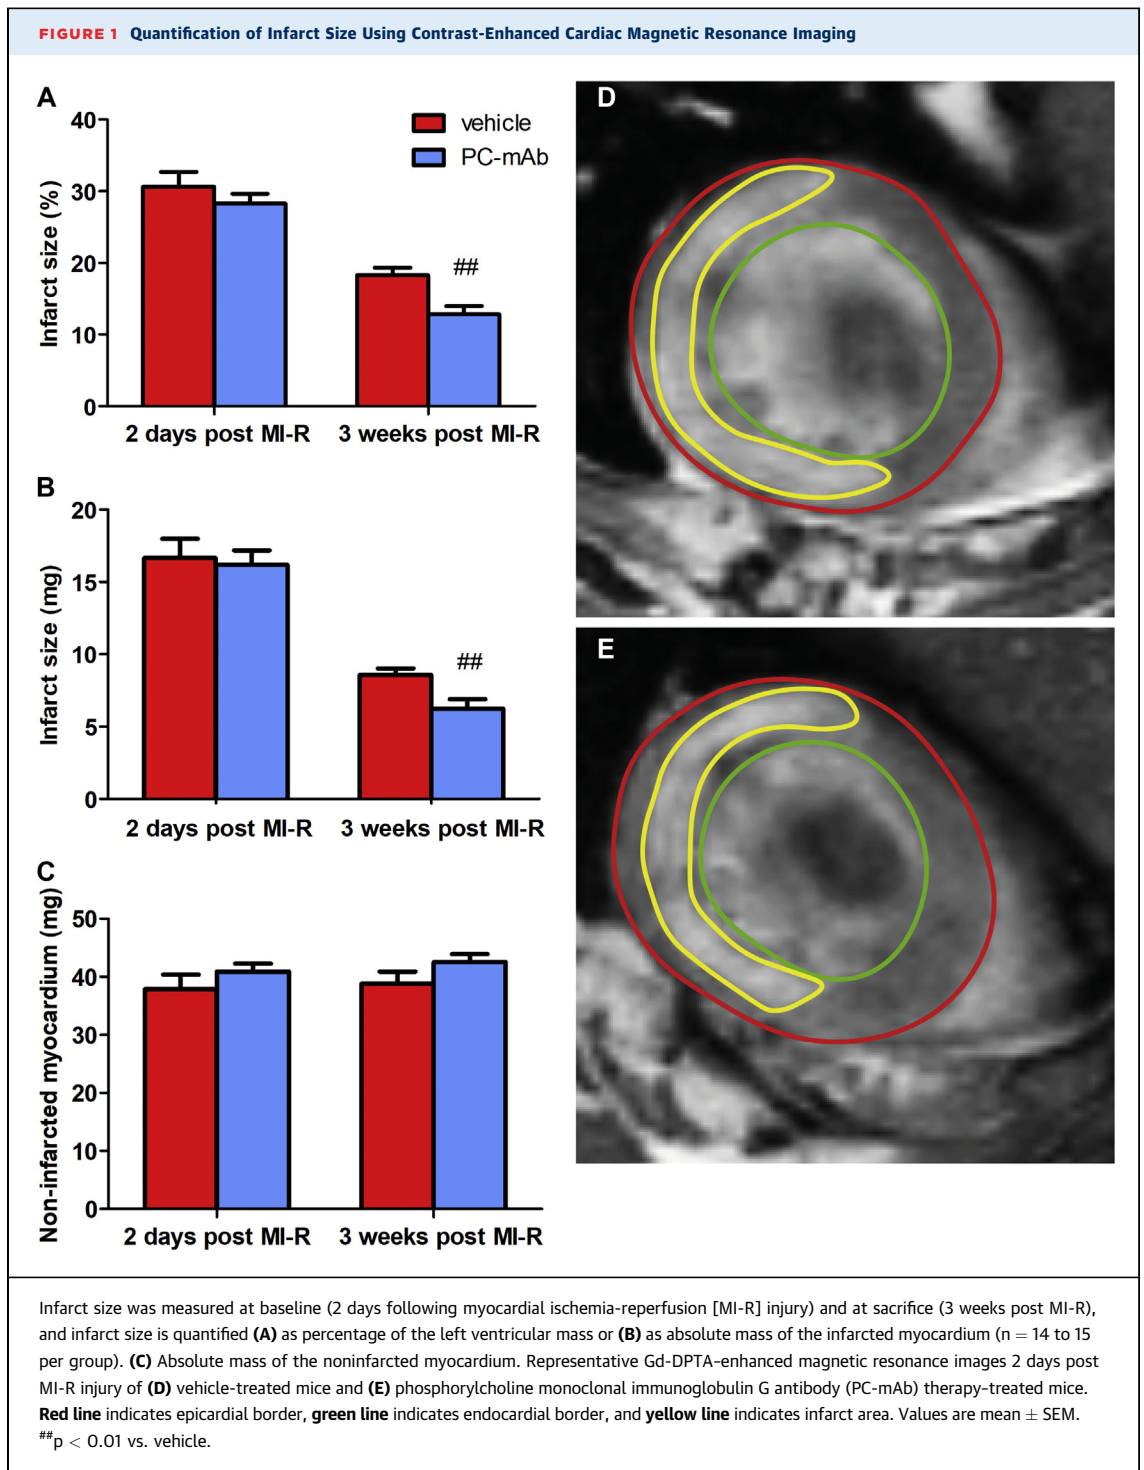 FIGURE 1 Quantification of Infarct Size Using Contrast-Enhanced Cardiac Magnetic Resonance Imaging
A
40
30
20
10
0
Infarct size (%)
vehicle
PC-mAb
##
2 days post MI-R
3 weeks post MI-R
B
20
15
10
5
0
Infarct size (mg)
##
2 days post MI-R
3 weeks post MI-R
C
50
40
30
20
10
0
Non-infarcted myocardium (mg)
2 days post MI-R
3 weeks post MI-R
D
E
Infarct size was measured at baseline (2 days following myocardial ischemia-reperfusion [MI-R] injury) and at sacrifice (3 weeks post MI-R),
and infarct size is quantified (A) as percentage of the left ventricular mass or (B) as absolute mass of the infarcted myocardium (n = 14 to 15
per group). (C) Absolute mass of the noninfarcted myocardium. Representative Gd-DPTA–enhanced magnetic resonance images 2 days post
MI-R injury of (D) vehicle-treated mice and (E) phosphorylcholine monoclonal immunoglobulin G antibody (PC-mAb) therapy–treated mice.
Red line indicates epicardial border, green line indicates endocardial border, and yellow line indicates infarct area. Values are mean ± SEM.
##p < 0.01 vs. vehicle.